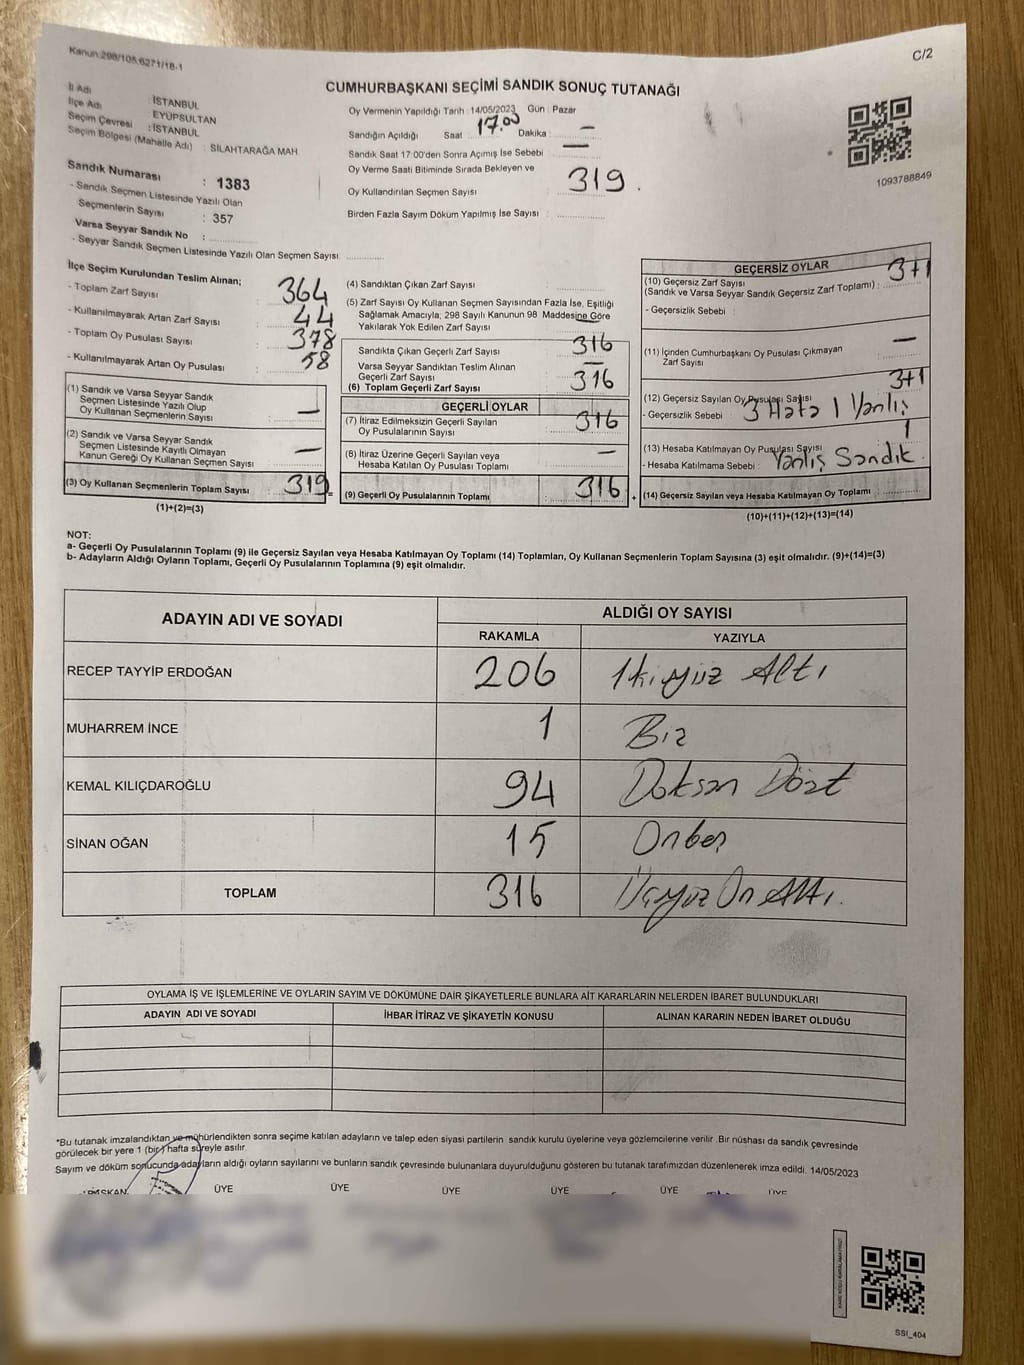 Kanun:298/105.6271/18-1
C/2
CUMHURBAŞKANI SEÇİMİ SANDIK SONUÇ TUTANAĞI
İl Adı : İSTANBUL
İlçe Adı : EYÜPSULTAN
Seçim Çevresi : İSTANBUL
Seçim Bölgesi (Mahalle Adı) : SİLAHTARAĞA MAH.
Sandık Numarası : 1383
- Sandık Seçmen Listesinde Yazılı Olan
Seçmenlerin Sayısı : 357
Varsa Seyyar Sandık No :
- Seyyar Sandık Seçmen Listesinde Yazılı Olan Seçmen Sayısı
Oy Vermenin Yapıldığı Tarih :14/05/2023 Gün : Pazar
Sandığın Açıldığı Saat : 17.00 Dakika : —
Sandık Saat 17:00'den Sonra Açımış İse Sebebi : —
Oy Verme Saati Bitiminde Sırada Bekleyen ve
Oy Kullandırılan Seçmen Sayısı : 319.
Birden Fazla Sayım Döküm Yapılmış İse Sayısı :
1093788849
İlçe Seçim Kurulundan Teslim Alınan;
- Toplam Zarf Sayısı : 364
- Kullanılmayarak Artan Zarf Sayısı : 44
- Toplam Oy Pusulası Sayısı : 378
- Kullanılmayarak Artan Oy Pusulası : 58
(1) Sandık ve Varsa Seyyar Sandık
Seçmen Listesinde Yazılı Olup
Oy Kullanan Seçmenlerin Sayısı : —
(2) Sandık ve Varsa Seyyar Sandık
Seçmen Listesinde Kayıtlı Olmayan
Kanun Gereği Oy Kullanan Seçmen Sayısı : —
(3) Oy Kullanan Seçmenlerin Toplam Sayısı : 319
(1)+(2)=(3)
=
(4) Sandıktan Çıkan Zarf Sayısı :
(5) Zarf Sayısı Oy Kullanan Seçmen Sayısından Fazla İse, Eşitliği
Sağlamak Amacıyla; 298 Sayılı Kanunun 98 Maddesine Göre
Yakılarak Yok Edilen Zarf Sayısı :
Sandıkta Çıkan Geçerli Zarf Sayısı : 316
Varsa Seyyar Sandıktan Teslim Alınan
Geçerli Zarf Sayısı : —
(6) Toplam Geçerli Zarf Sayısı : 316
GEÇERLİ OYLAR
(7) İtiraz Edilmeksizin Geçerli Sayılan
Oy Pusulalarının Sayısı : 316
(8) İtiraz Üzerine Geçerli Sayılan veya
Hesaba Katılan Oy Pusulası Toplamı : —
(9) Geçerli Oy Pusulalarının Toplamı : 316
+
GEÇERSİZ OYLAR
(10) Geçersiz Zarf Sayısı
(Sandık ve Varsa Seyyar Sandık Geçersiz Zarf Toplamı) : 3+1
- Geçersizlik Sebebi :
(11) İçinden Cumhurbaşkanı Oy Pusulası Çıkmayan
Zarf Sayısı : —
(12) Geçersiz Sayılan Oy Pusulası Sayısı 3+1
- Geçersizlik Sebebi : 3 Hata 1 Yanlış
(13) Hesaba Katılmayan Oy Pusulası Sayısı 1
- Hesaba Katılmama Sebebi : Yanlış Sandık.
(14) Geçersiz Sayılan veya Hesaba Katılmayan Oy Toplamı :
(10)+(11)+(12)+(13)=(14)
NOT:
a- Geçerli Oy Pusulalarının Toplamı (9) ile Geçersiz Sayılan veya Hesaba Katılmayan Oy Toplamı (14) Toplamları, Oy Kullanan Seçmenlerin Toplam Sayısına (3) eşit olmalıdır. (9)+(14)=(3)
b- Adayların Aldığı Oyların Toplamı, Geçerli Oy Pusulalarının Toplamına (9) eşit olmalıdır.
ADAYIN ADI VE SOYADI
ALDIĞI OY SAYISI
RAKAMLA YAZIYLA
RECEP TAYYİP ERDOĞAN 206 İkiyüz Altı
MUHARREM İNCE 1 Bir
KEMAL KILIÇDAROĞLU 94 Doksan Dört
SİNAN OĞAN 15 Onbeş
TOPLAM 316 Üçyüz On Altı.
OYLAMA İŞ VE İŞLEMLERİNE VE OYLARIN SAYIM VE DÖKÜMÜNE DAİR ŞİKAYETLERLE BUNLARA AİT KARARLARIN NELERDEN İBARET BULUNDUKLARI
ADAYIN ADI VE SOYADI İHBAR İTİRAZ VE ŞİKAYETİN KONUSU ALINAN KARARIN NEDEN İBARET OLDUĞU
*Bu tutanak imzalandıktan ve mühürlendikten sonra seçime katılan adayların ve talep eden siyasi partilerin sandık kurulu üyelerine veya gözlemcilerine verilir .Bir nüshası da sandık çevresinde
görülecek bir yere 1 (bir) hafta süreyle asılır.
Sayım ve döküm sonucunda adayların aldığı oyların sayılarını ve bunların sandık çevresinde bulunanlara duyurulduğunu gösteren bu tutanak tarafımızdan düzenlenerek imza edildi. 14/05/2023
BAŞKAN ÜYE ÜYE ÜYE ÜYE ÜYE ÜYE
SSI_404